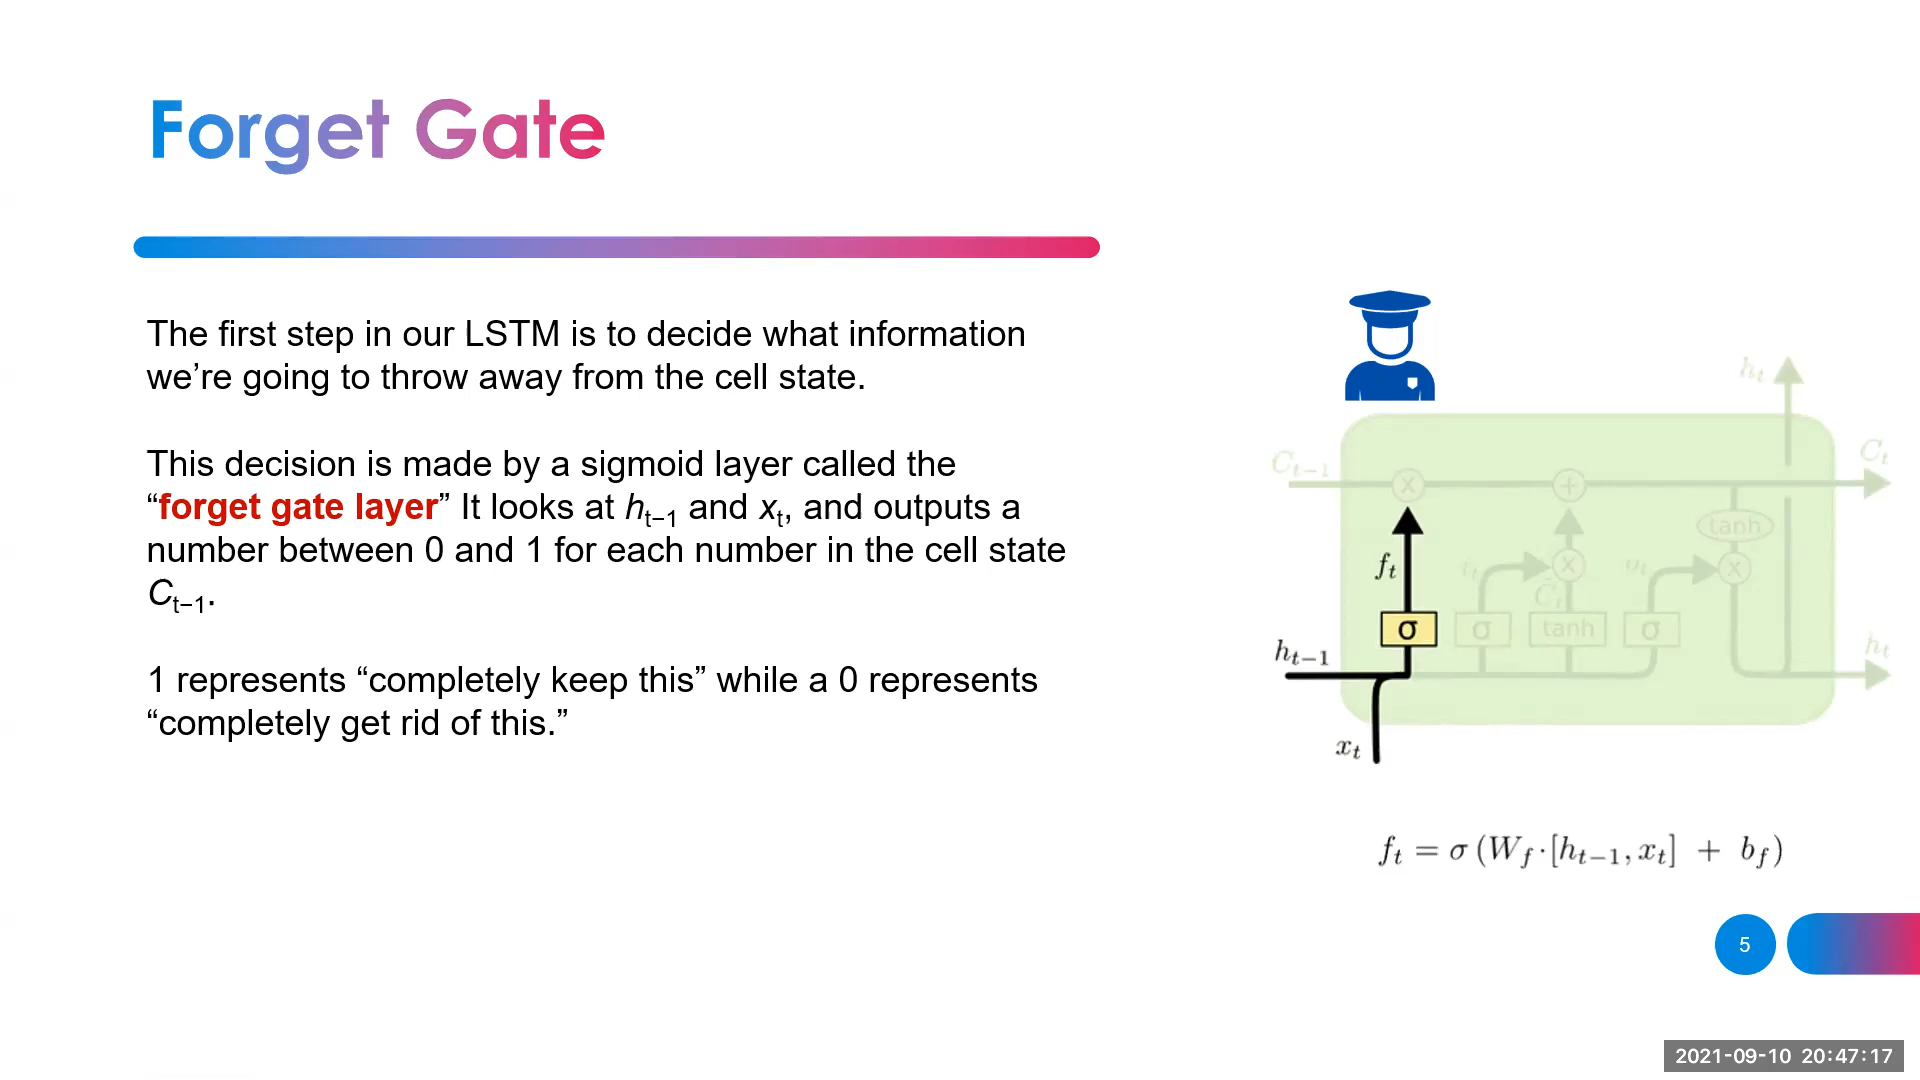 Forget Gate
The first step in our LSTM is to decide what information
we’re going to throw away from the cell state.
This decision is made by a sigmoid layer called the
“forget gate layer” It looks at hₜ₋₁ and xₜ, and outputs a
number between 0 and 1 for each number in the cell state
Cₜ₋₁.
1 represents “completely keep this” while a 0 represents
“completely get rid of this.”
hₜ
Cₜ₋₁
Cₜ
x
+
tanh
fₜ
iₜ
x
oₜ
x
C̃ₜ
σ
σ
tanh
σ
hₜ₋₁
hₜ
xₜ
fₜ = σ (W_f · [hₜ₋₁, xₜ] + b_f)
5
2021-09-10 20:47:17